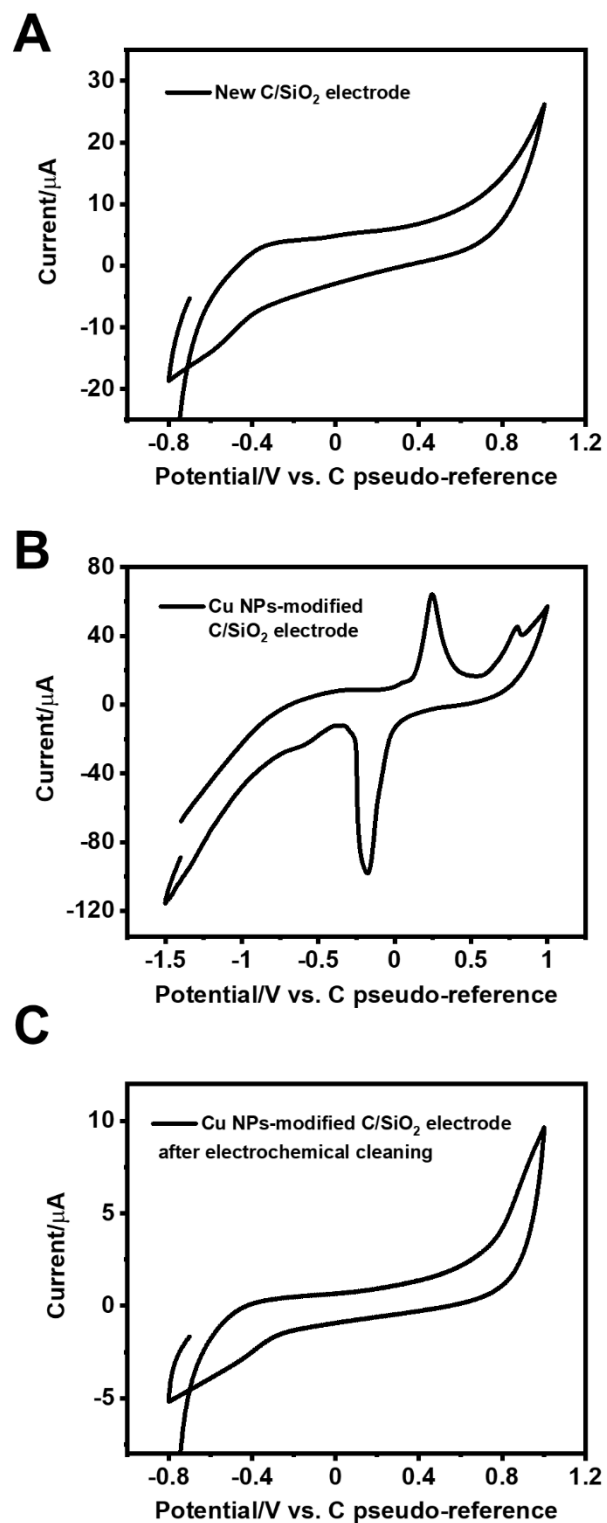 A
30
20
10
0
-10
-20
Current/µA
New C/SiO₂ electrode
-0.8 -0.4 0 0.4 0.8 1.2
Potential/V vs. C pseudo-reference
B
80
40
0
-40
-80
-120
Current/µA
Cu NPs-modified
C/SiO₂ electrode
-1.5 -1 -0.5 0 0.5 1
Potential/V vs. C pseudo-reference
C
10
5
0
-5
Current/µA
Cu NPs-modified C/SiO₂ electrode
after electrochemical cleaning
-0.8 -0.4 0 0.4 0.8 1.2
Potential/V vs. C pseudo-reference